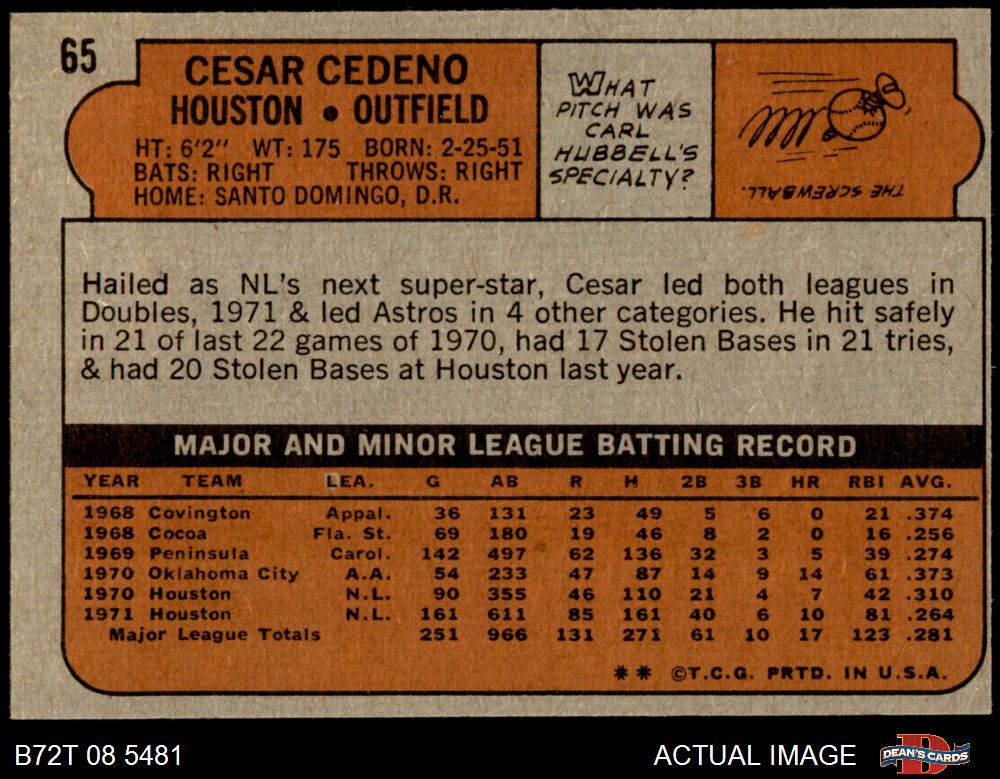 65
CESAR CEDENO
HOUSTON • OUTFIELD
HT: 6'2" WT: 175 BORN: 2-25-51
BATS: RIGHT THROWS: RIGHT
HOME: SANTO DOMINGO, D.R.
WHAT
PITCH WAS
CARL
HUBBELL'S
SPECIALTY?
THE SCREWBALL.
Hailed as NL's next super-star, Cesar led both leagues in
Doubles, 1971 & led Astros in 4 other categories. He hit safely
in 21 of last 22 games of 1970, had 17 Stolen Bases in 21 tries,
& had 20 Stolen Bases at Houston last year.
MAJOR AND MINOR LEAGUE BATTING RECORD
YEAR TEAM LEA. G AB R H 2B 3B HR RBI AVG.
1968 Covington Appal. 36 131 23 49 5 6 0 21 .374
1968 Cocoa Fla. St. 69 180 19 46 8 2 0 16 .256
1969 Peninsula Carol. 142 497 62 136 32 3 5 39 .274
1970 Oklahoma City A.A. 54 233 47 87 14 9 14 61 .373
1970 Houston N.L. 90 355 46 110 21 4 7 42 .310
1971 Houston N.L. 161 611 85 161 40 6 10 81 .264
Major League Totals 251 966 131 271 61 10 17 123 .281
** ©T.C.G. PRTD. IN U.S.A.
B72T 08 5481
ACTUAL IMAGE
DEAN'S CARDS